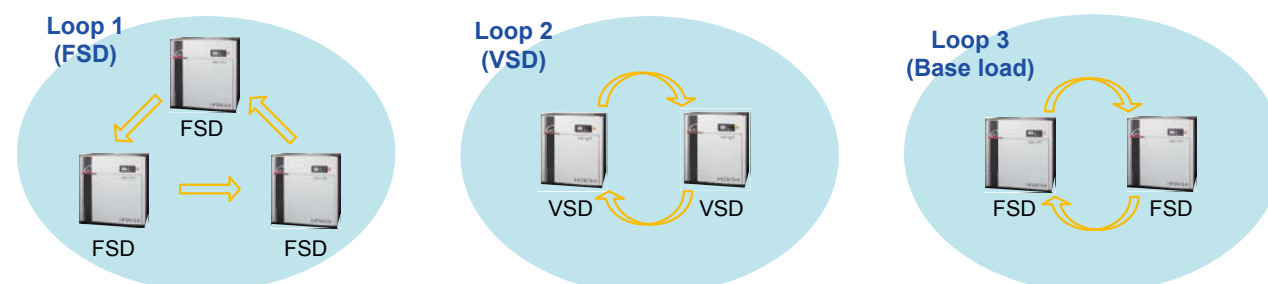 Loop 1
(FSD)
FSD
FSD
FSD
Loop 2
(VSD)
VSD
VSD
Loop 3
(Base load)
FSD
FSD